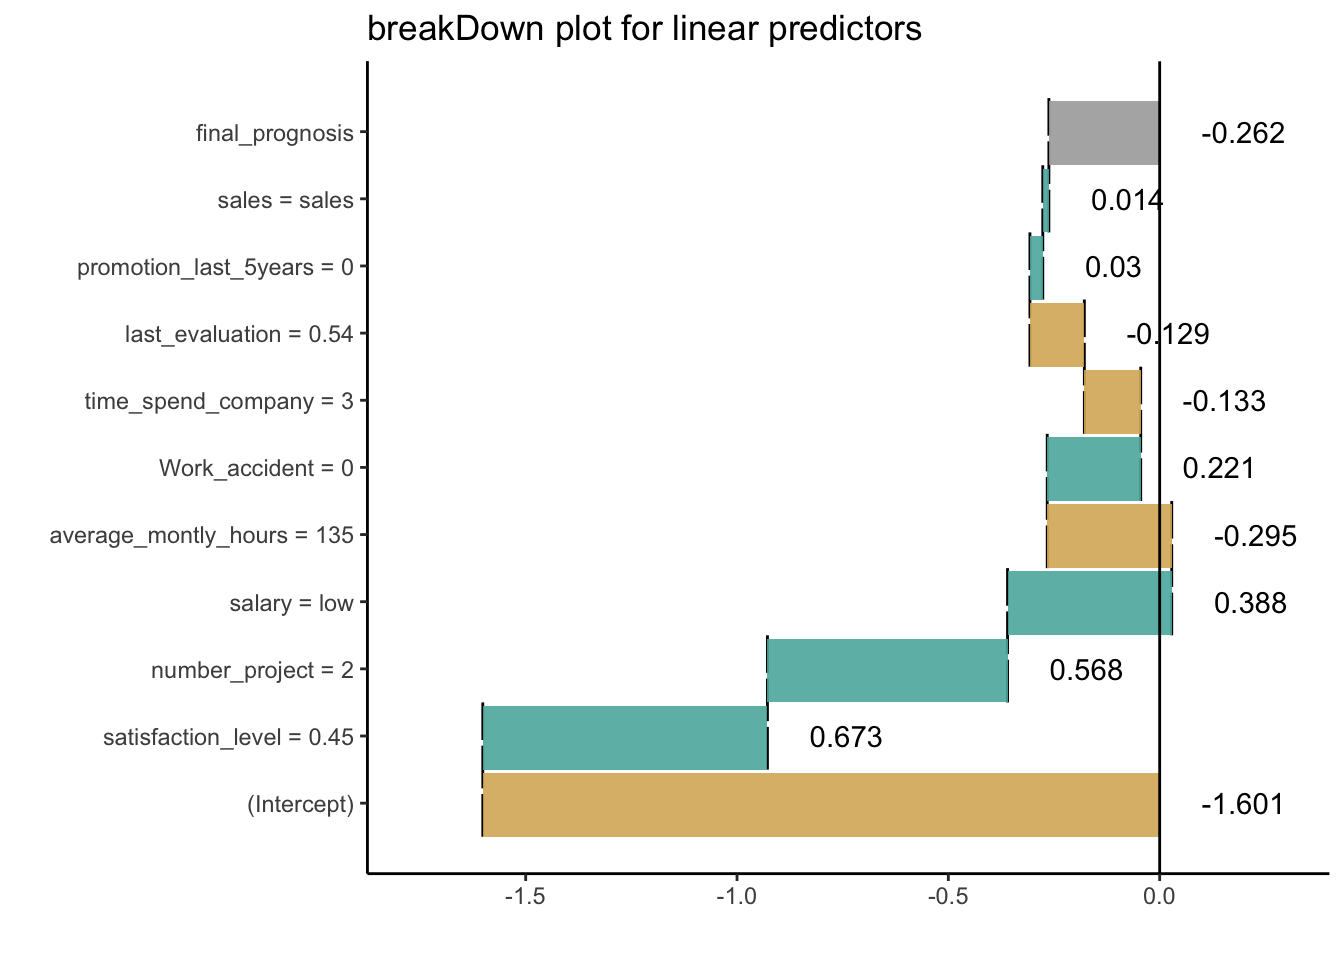 breakDown plot for linear predictors
final_prognosis -0.262
sales = sales 0.014
promotion_last_5years = 0 0.03
last_evaluation = 0.54 -0.129
time_spend_company = 3 -0.133
Work_accident = 0 0.221
average_montly_hours = 135 -0.295
salary = low 0.388
number_project = 2 0.568
satisfaction_level = 0.45 0.673
(Intercept) -1.601
-1.5 -1.0 -0.5 0.0